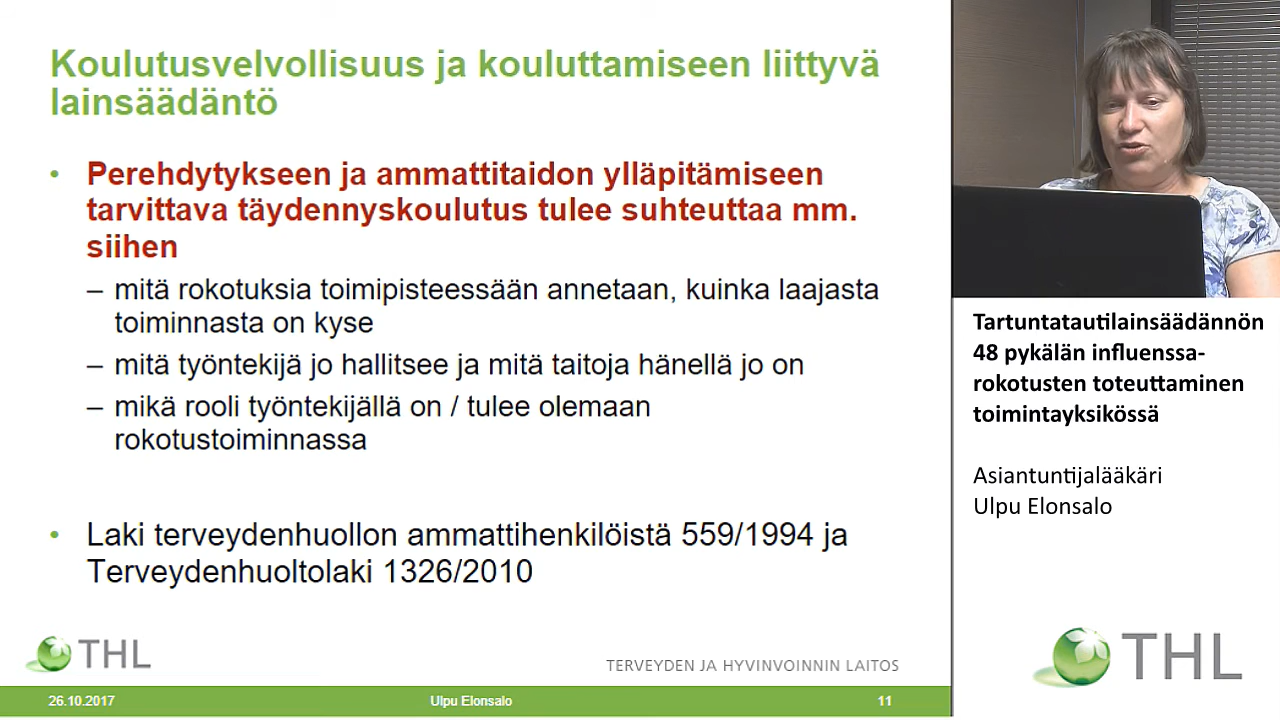 Koulutusvelvollisuus ja kouluttamiseen liittyvä
lainsäädäntö
• Perehdytykseen ja ammattitaidon ylläpitämiseen
tarvittava täydennyskoulutus tulee suhteuttaa mm.
siihen
– mitä rokotuksia toimipisteessään annetaan, kuinka laajasta
toiminnasta on kyse
– mitä työntekijä jo hallitsee ja mitä taitoja hänellä jo on
– mikä rooli työntekijällä on / tulee olemaan
rokotustoiminnassa
• Laki terveydenhuollon ammattihenkilöistä 559/1994 ja
Terveydenhuoltolaki 1326/2010
THL
TERVEYDEN JA HYVINVOINNIN LAITOS
26.10.2017 Ulpu Elonsalo 11
Tartuntatautilainsäädännön
48 pykälän influenssa-
rokotusten toteuttaminen
toimintayksikössä
Asiantuntijalääkäri
Ulpu Elonsalo
THL